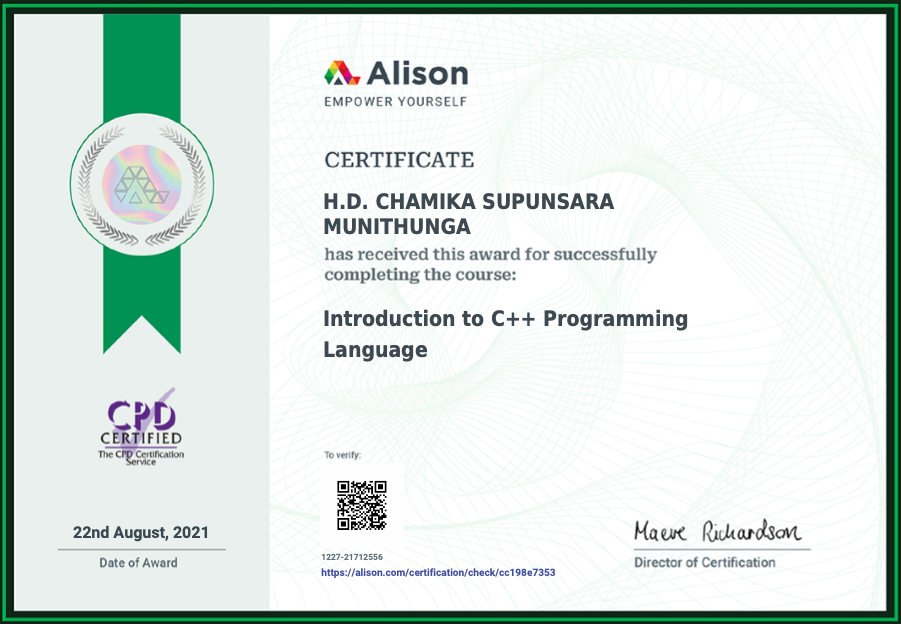 Alison
EMPOWER YOURSELF
CERTIFICATE
H.D. CHAMIKA SUPUNSARA
MUNITHUNGA
has received this award for successfully
completing the course:
Introduction to C++ Programming
Language
CPD
CERTIFIED
The CPD Certification
Service
To verify:
22nd August, 2021
Date of Award
1227-21712556
https://alison.com/certification/check/cc198e7353
Maeve Richardson
Director of Certification